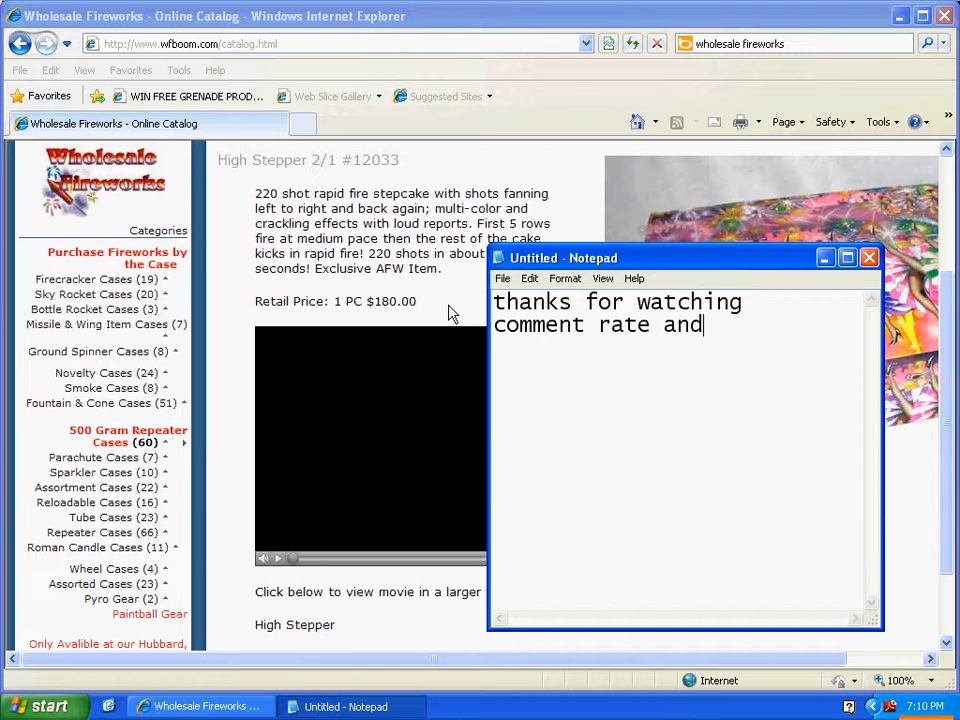 Wholesale Fireworks - Online Catalog - Windows Internet Explorer
http://www.wfboom.com/catalog.html
wholesale fireworks
File Edit View Favorites Tools Help
Favorites WIN FREE GRENADE PROD... Web Slice Gallery Suggested Sites
Wholesale Fireworks - Online Catalog
Page Safety Tools »
Wholesale
Fireworks
Categories
Purchase Fireworks by
the Case
Firecracker Cases (19)
Sky Rocket Cases (20)
Bottle Rocket Cases (3)
Missile & Wing Item Cases (7)
Ground Spinner Cases (8)
Novelty Cases (24)
Smoke Cases (8)
Fountain & Cone Cases (51)
500 Gram Repeater
Cases (60)
Parachute Cases (7)
Sparkler Cases (10)
Assortment Cases (22)
Reloadable Cases (16)
Tube Cases (23)
Repeater Cases (66)
Roman Candle Cases (11)
Wheel Cases (4)
Assorted Cases (23)
Pyro Gear (2)
Paintball Gear
Only Avalible at our Hubbard,
High Stepper 2/1 #12033
220 shot rapid fire stepcake with shots fanning
left to right and back again; multi-color and
crackling effects with loud reports. First 5 rows
fire at medium pace then the rest of the cake
kicks in rapid fire! 220 shots in about
seconds! Exclusive AFW Item.
Retail Price: 1 PC $180.00
Click below to view movie in a larger
High Stepper
Untitled - Notepad
File Edit Format View Help
thanks for watching
comment rate and
Internet
100%
start
Wholesale Fireworks ...
Untitled - Notepad
7:10 PM